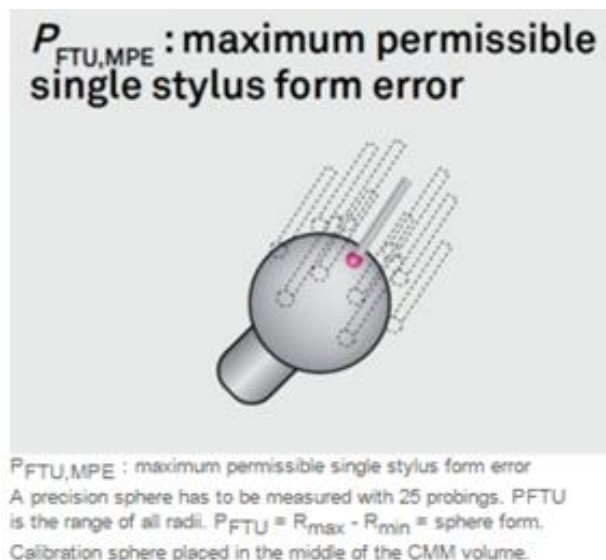 PFTU,MPE : maximum permissible
single stylus form error
PFTU,MPE : maximum permissible single stylus form error
A precision sphere has to be measured with 25 probings. PFTU
is the range of all radii. PFTU = Rmax - Rmin = sphere form.
Calibration sphere placed in the middle of the CMM volume.